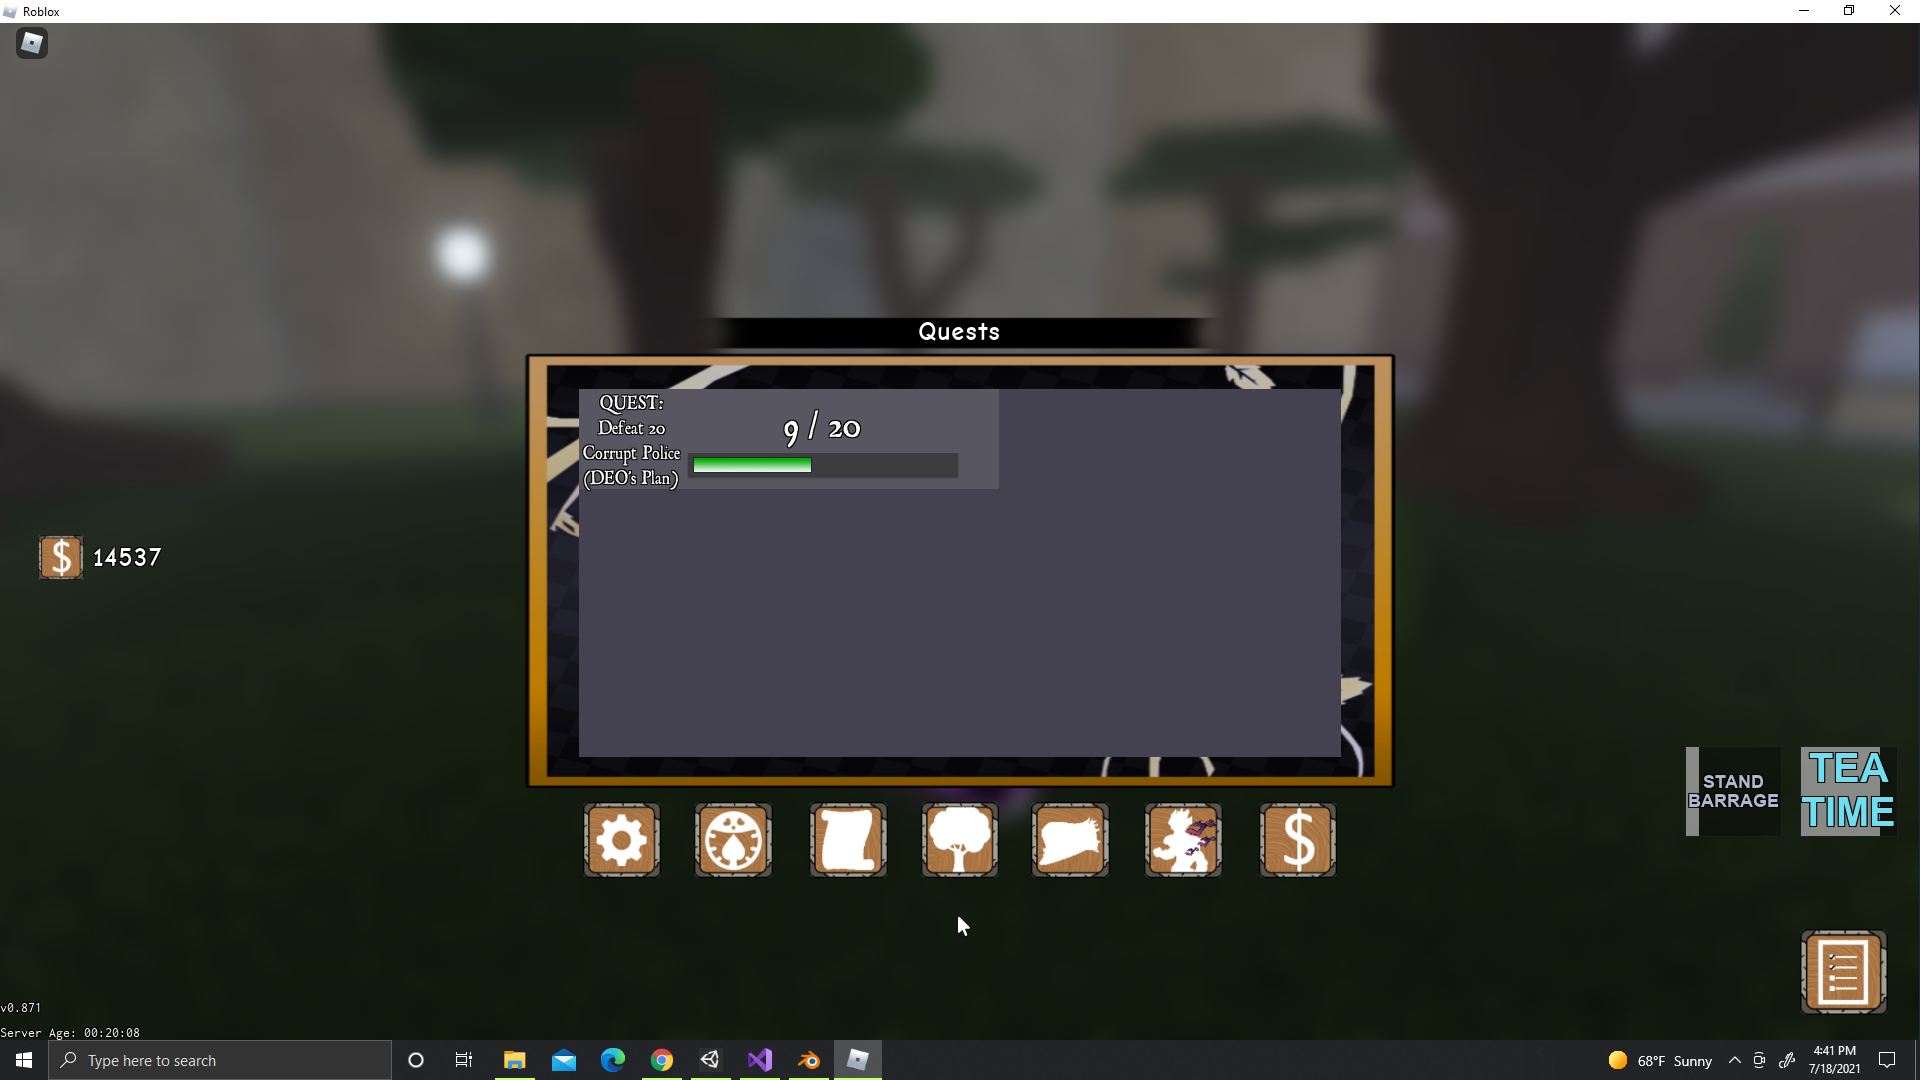 Roblox
Quests
QUEST:
Defeat 20
Corrupt Police
(DEO's Plan)
9 / 20
$ 14537
STAND
BARRAGE
TEA
TIME
$
v0.871
Server Age: 00:20:08
Type here to search
68°F Sunny
4:41 PM
7/18/2021